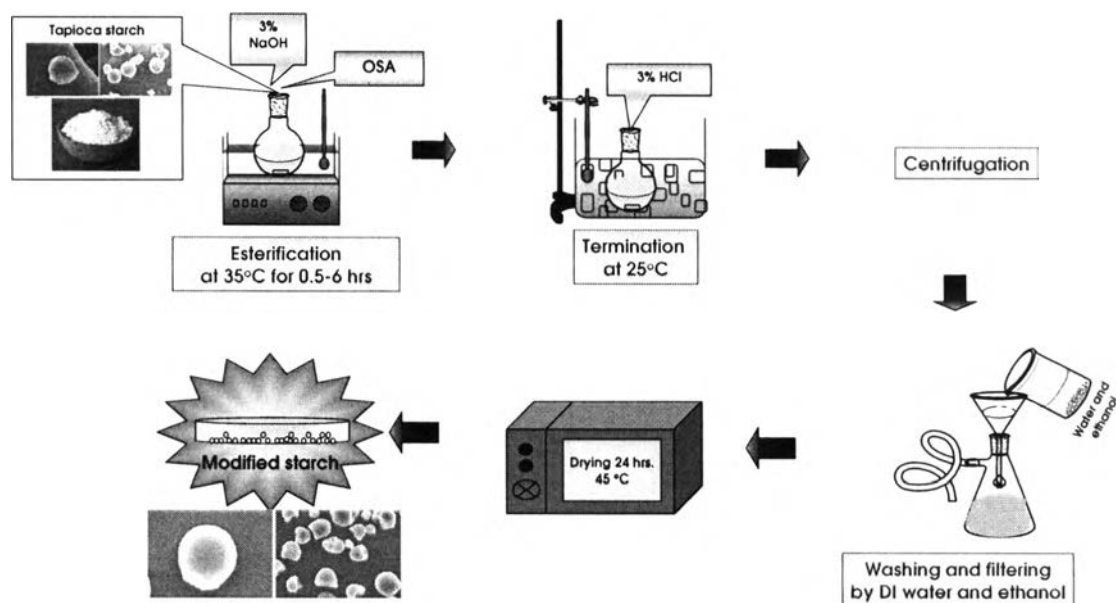 Tapioca starch
3%
NaOH
OSA
Esterification
at 35°C for 0.5-6 hrs
3% HCl
Termination
at 25°C
Centrifugation
Water and
ethanol
Washing and filtering
by DI water and ethanol
Drying 24 hrs.
45 °C
Modified starch